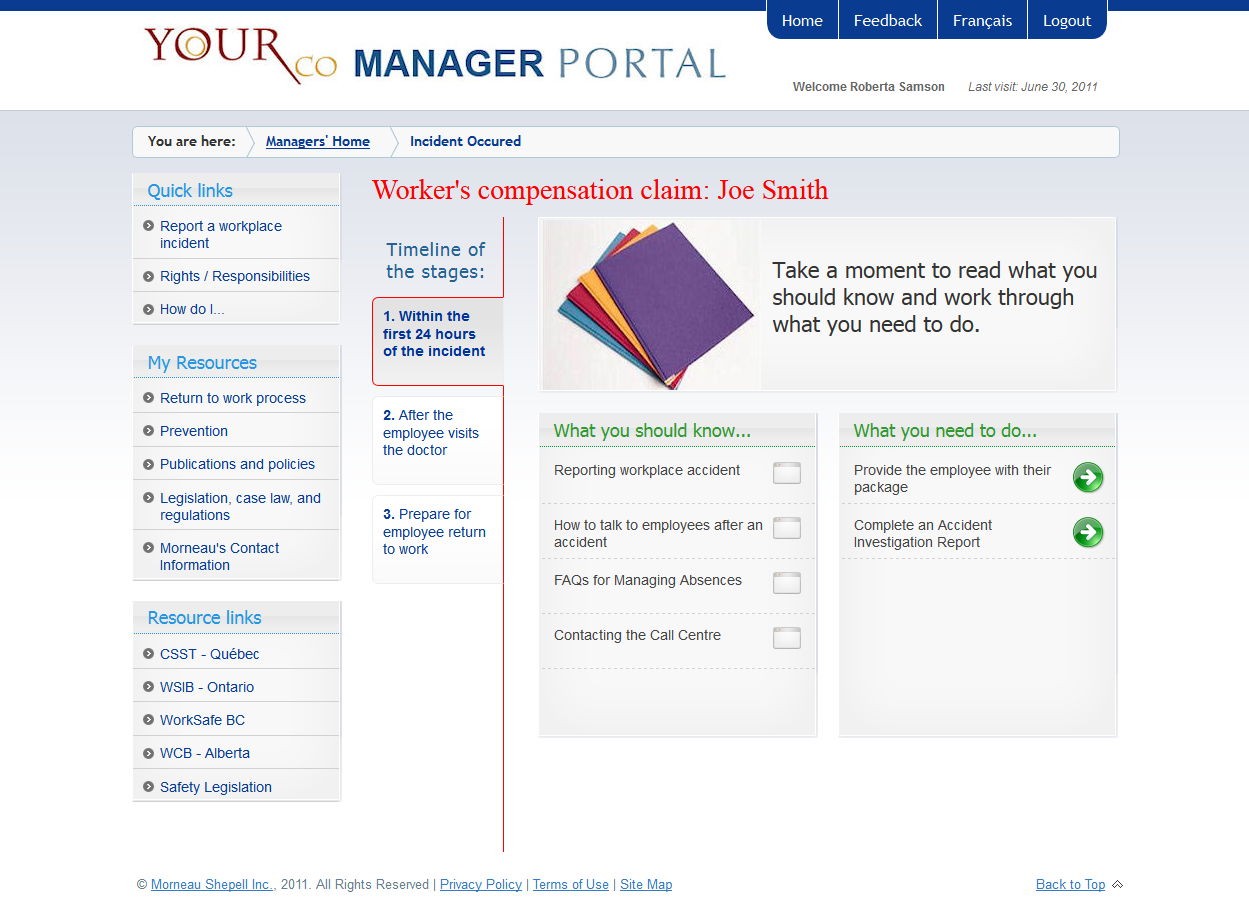 Home Feedback Français Logout
YOURCO MANAGER PORTAL
Welcome Roberta Samson Last visit: June 30, 2011
You are here: Managers' Home Incident Occured
Quick links
Report a workplace
incident
Rights / Responsibilities
How do I...
My Resources
Return to work process
Prevention
Publications and policies
Legislation, case law, and
regulations
Morneau's Contact
Information
Resource links
CSST - Québec
WSIB - Ontario
WorkSafe BC
WCB - Alberta
Safety Legislation
Worker's compensation claim: Joe Smith
Timeline of
the stages:
1. Within the
first 24 hours
of the incident
2. After the
employee visits
the doctor
3. Prepare for
employee return
to work
Take a moment to read what you
should know and work through
what you need to do.
What you should know...
Reporting workplace accident
How to talk to employees after an
accident
FAQs for Managing Absences
Contacting the Call Centre
What you need to do...
Provide the employee with their
package
Complete an Accident
Investigation Report
© Morneau Shepell Inc., 2011. All Rights Reserved | Privacy Policy | Terms of Use | Site Map
Back to Top